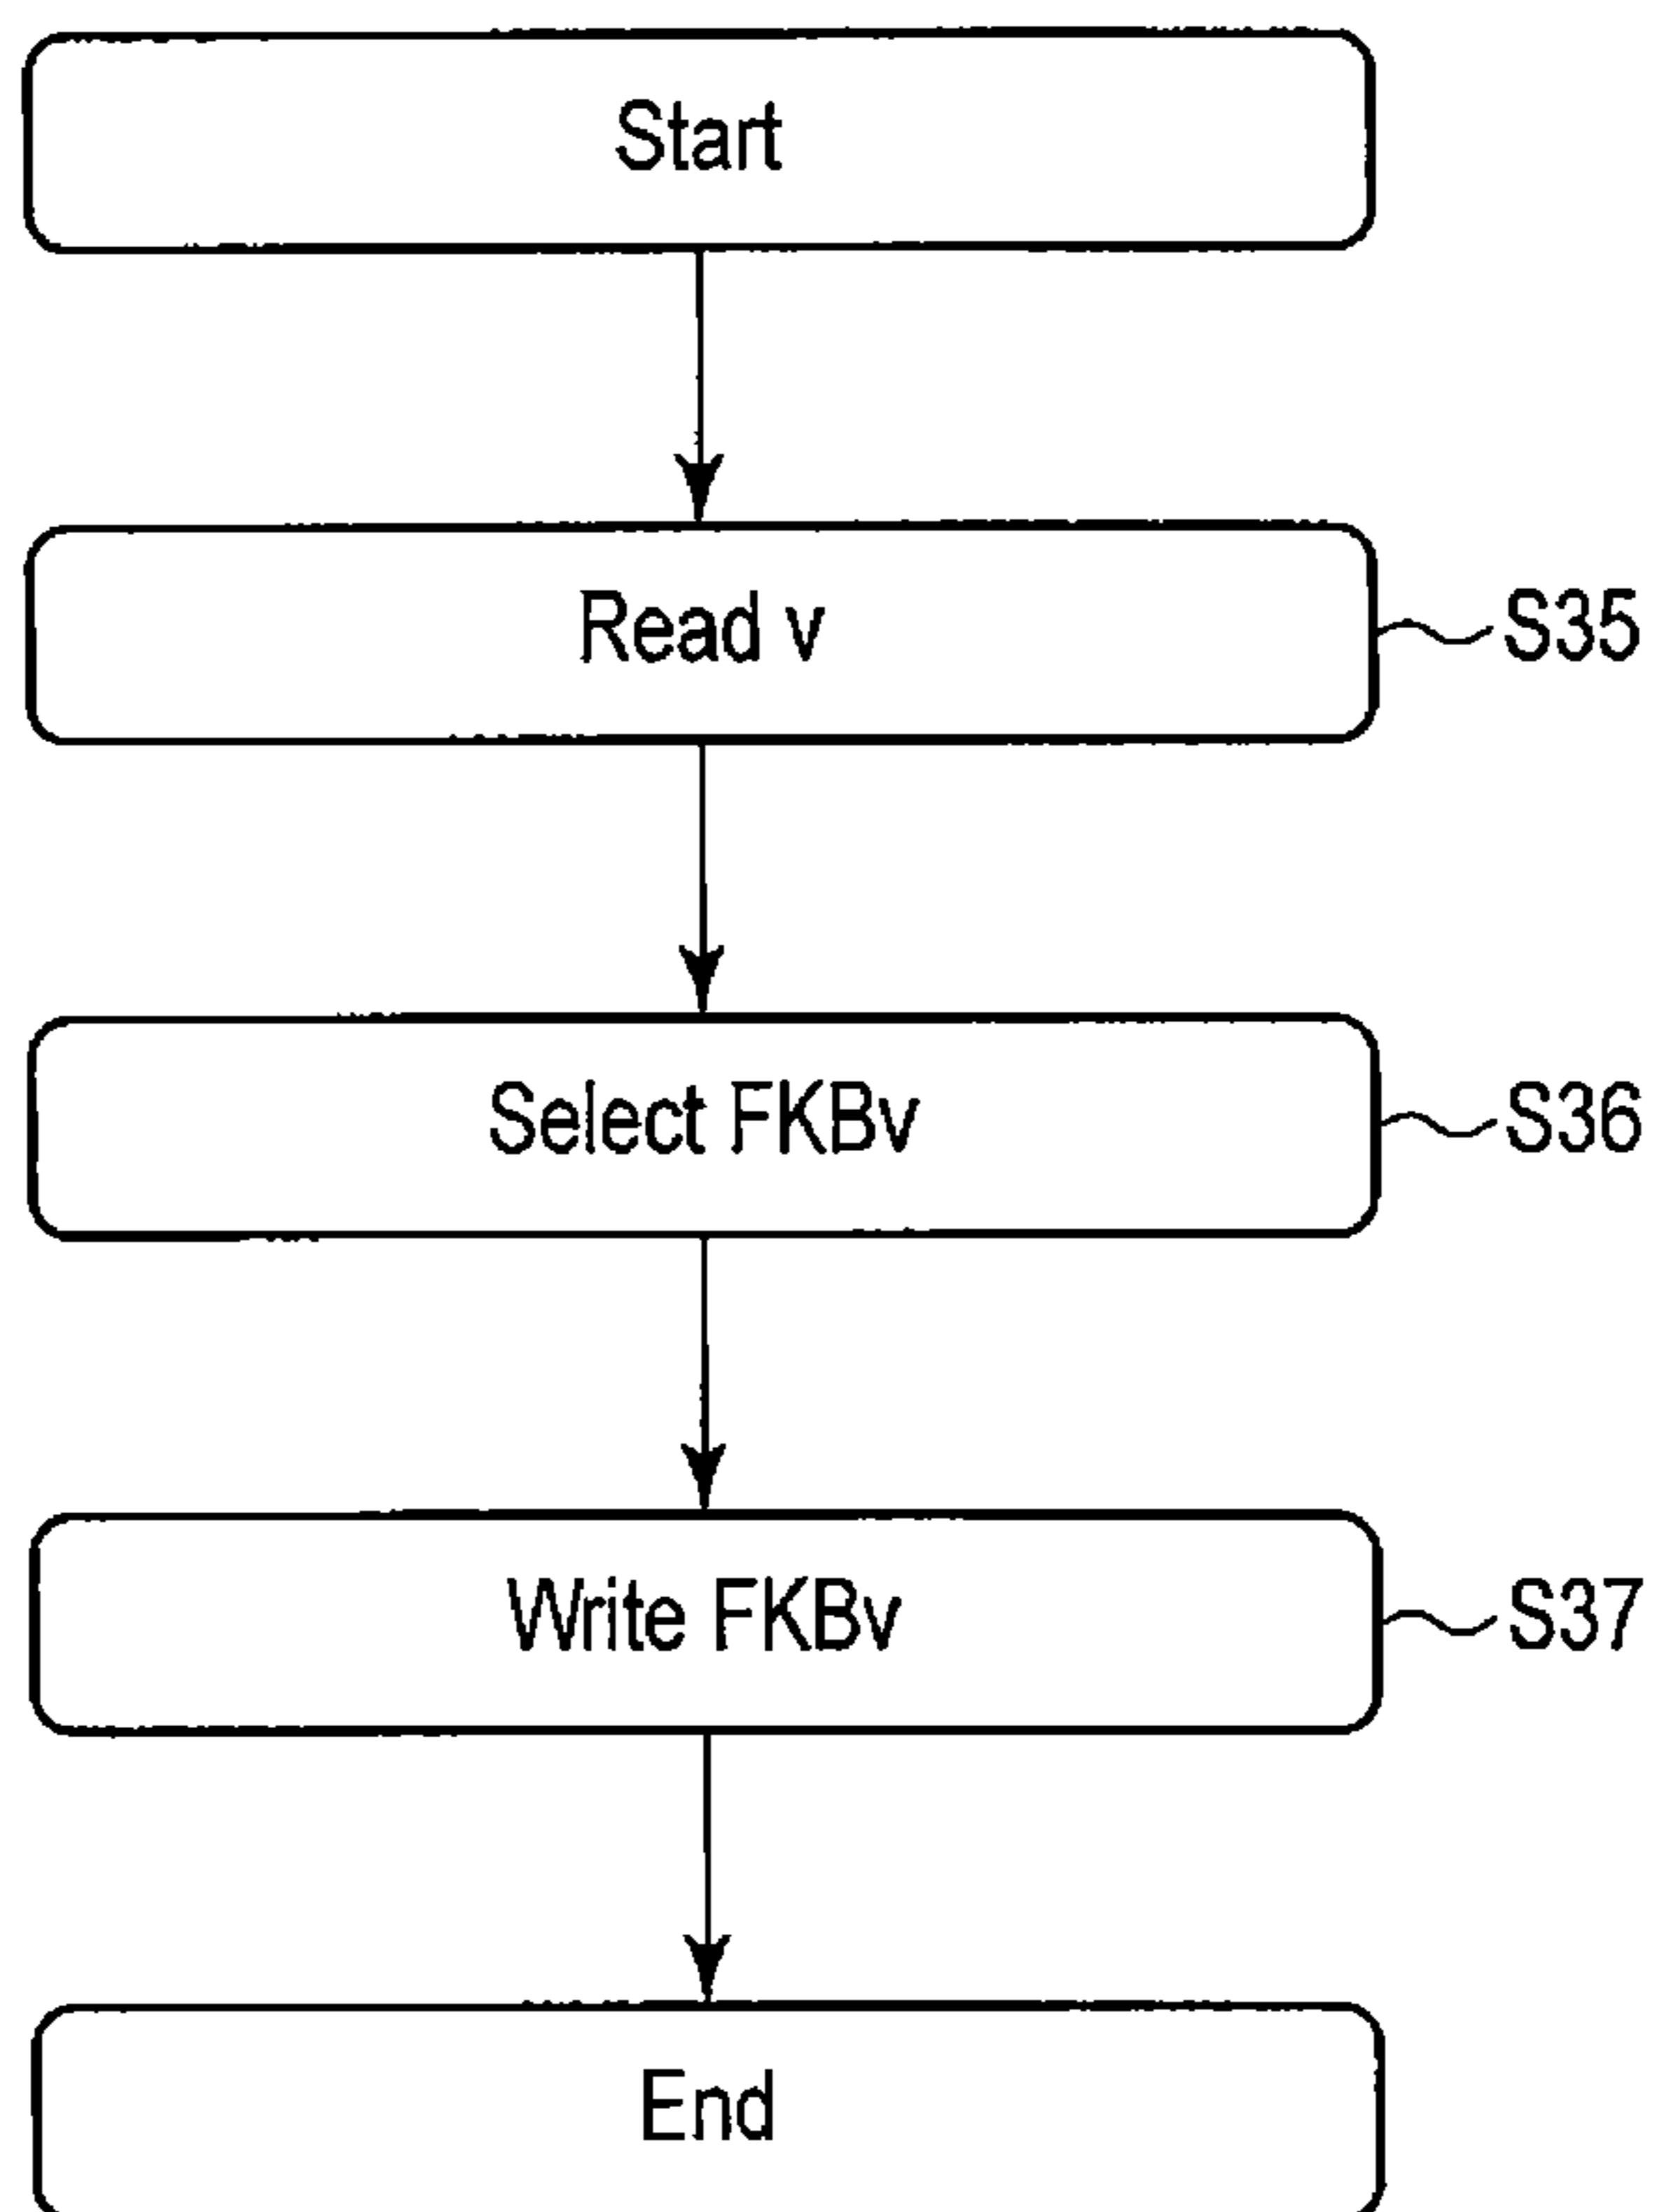 Start
Read v
S35
Select FKBv
S36
Write FKBv
S37
End